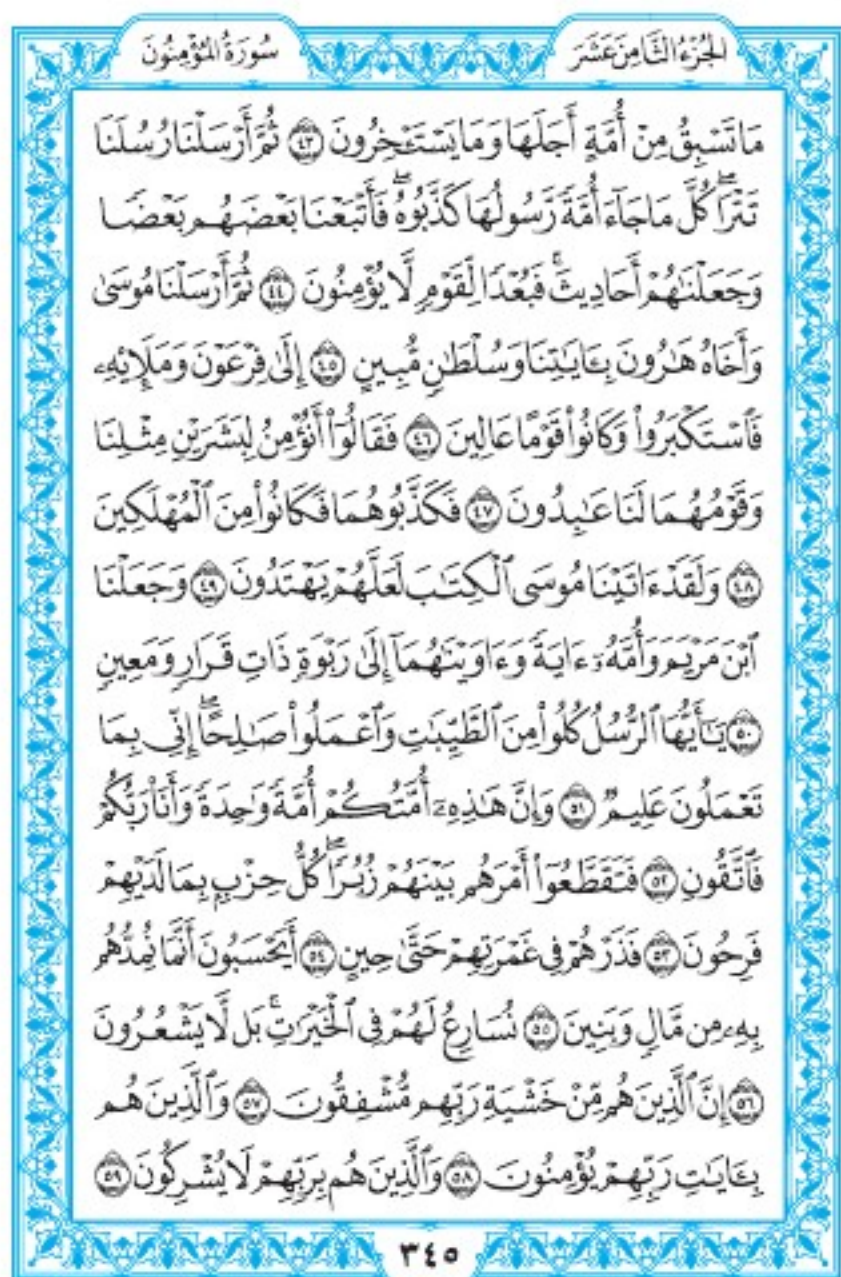 الجُزْءُ الثَّامِنَ عَشَرَ
سُورَةُ المُؤْمِنُونَ
مَا تَسْبِقُ مِنْ أُمَّةٍ أَجَلَهَا وَمَا يَسْتَـْٔخِرُونَ ٤٣ ثُمَّ أَرْسَلْنَا رُسُلَنَا
تَتْرَا ۖ كُلَّ مَا جَآءَ أُمَّةً رَّسُولُهَا كَذَّبُوهُ ۚ فَأَتْبَعْنَا بَعْضَهُم بَعْضًا
وَجَعَلْنَٰهُمْ أَحَادِيثَ ۚ فَبُعْدًا لِّقَوْمٍ لَّا يُؤْمِنُونَ ٤٤ ثُمَّ أَرْسَلْنَا مُوسَىٰ
وَأَخَاهُ هَٰرُونَ بِـَٔايَٰتِنَا وَسُلْطَٰنٍ مُّبِينٍ ٤٥ إِلَىٰ فِرْعَوْنَ وَمَلَإِيْهِۦ
فَٱسْتَكْبَرُوا۟ وَكَانُوا۟ قَوْمًا عَالِينَ ٤٦ فَقَالُوٓا۟ أَنُؤْمِنُ لِبَشَرَيْنِ مِثْلِنَا
وَقَوْمُهُمَا لَنَا عَٰبِدُونَ ٤٧ فَكَذَّبُوهُمَا فَكَانُوا۟ مِنَ ٱلْمُهْلَكِينَ
٤٨ وَلَقَدْ ءَاتَيْنَا مُوسَى ٱلْكِتَٰبَ لَعَلَّهُمْ يَهْتَدُونَ ٤٩ وَجَعَلْنَا
ٱبْنَ مَرْيَمَ وَأُمَّهُۥٓ ءَايَةً وَءَاوَيْنَٰهُمَآ إِلَىٰ رَبْوَةٍ ذَاتِ قَرَارٍ وَمَعِينٍ
٥٠ يَٰٓأَيُّهَا ٱلرُّسُلُ كُلُوا۟ مِنَ ٱلطَّيِّبَٰتِ وَٱعْمَلُوا۟ صَٰلِحًا ۖ إِنِّى بِمَا
تَعْمَلُونَ عَلِيمٌ ٥١ وَإِنَّ هَٰذِهِۦٓ أُمَّتُكُمْ أُمَّةً وَٰحِدَةً وَأَنَا۠ رَبُّكُمْ
فَٱتَّقُونِ ٥٢ فَتَقَطَّعُوٓا۟ أَمْرَهُم بَيْنَهُمْ زُبُرًا ۖ كُلُّ حِزْبٍۭ بِمَا لَدَيْهِمْ
فَرِحُونَ ٥٣ فَذَرْهُمْ فِى غَمْرَتِهِمْ حَتَّىٰ حِينٍ ٥٤ أَيَحْسَبُونَ أَنَّمَا نُمِدُّهُم
بِهِۦ مِن مَّالٍ وَبَنِينَ ٥٥ نُسَارِعُ لَهُمْ فِى ٱلْخَيْرَٰتِ ۚ بَل لَّا يَشْعُرُونَ
٥٦ إِنَّ ٱلَّذِينَ هُم مِّنْ خَشْيَةِ رَبِّهِم مُّشْفِقُونَ ٥٧ وَٱلَّذِينَ هُم
بِـَٔايَٰتِ رَبِّهِمْ يُؤْمِنُونَ ٥٨ وَٱلَّذِينَ هُم بِرَبِّهِمْ لَا يُشْرِكُونَ ٥٩
٣٤٥